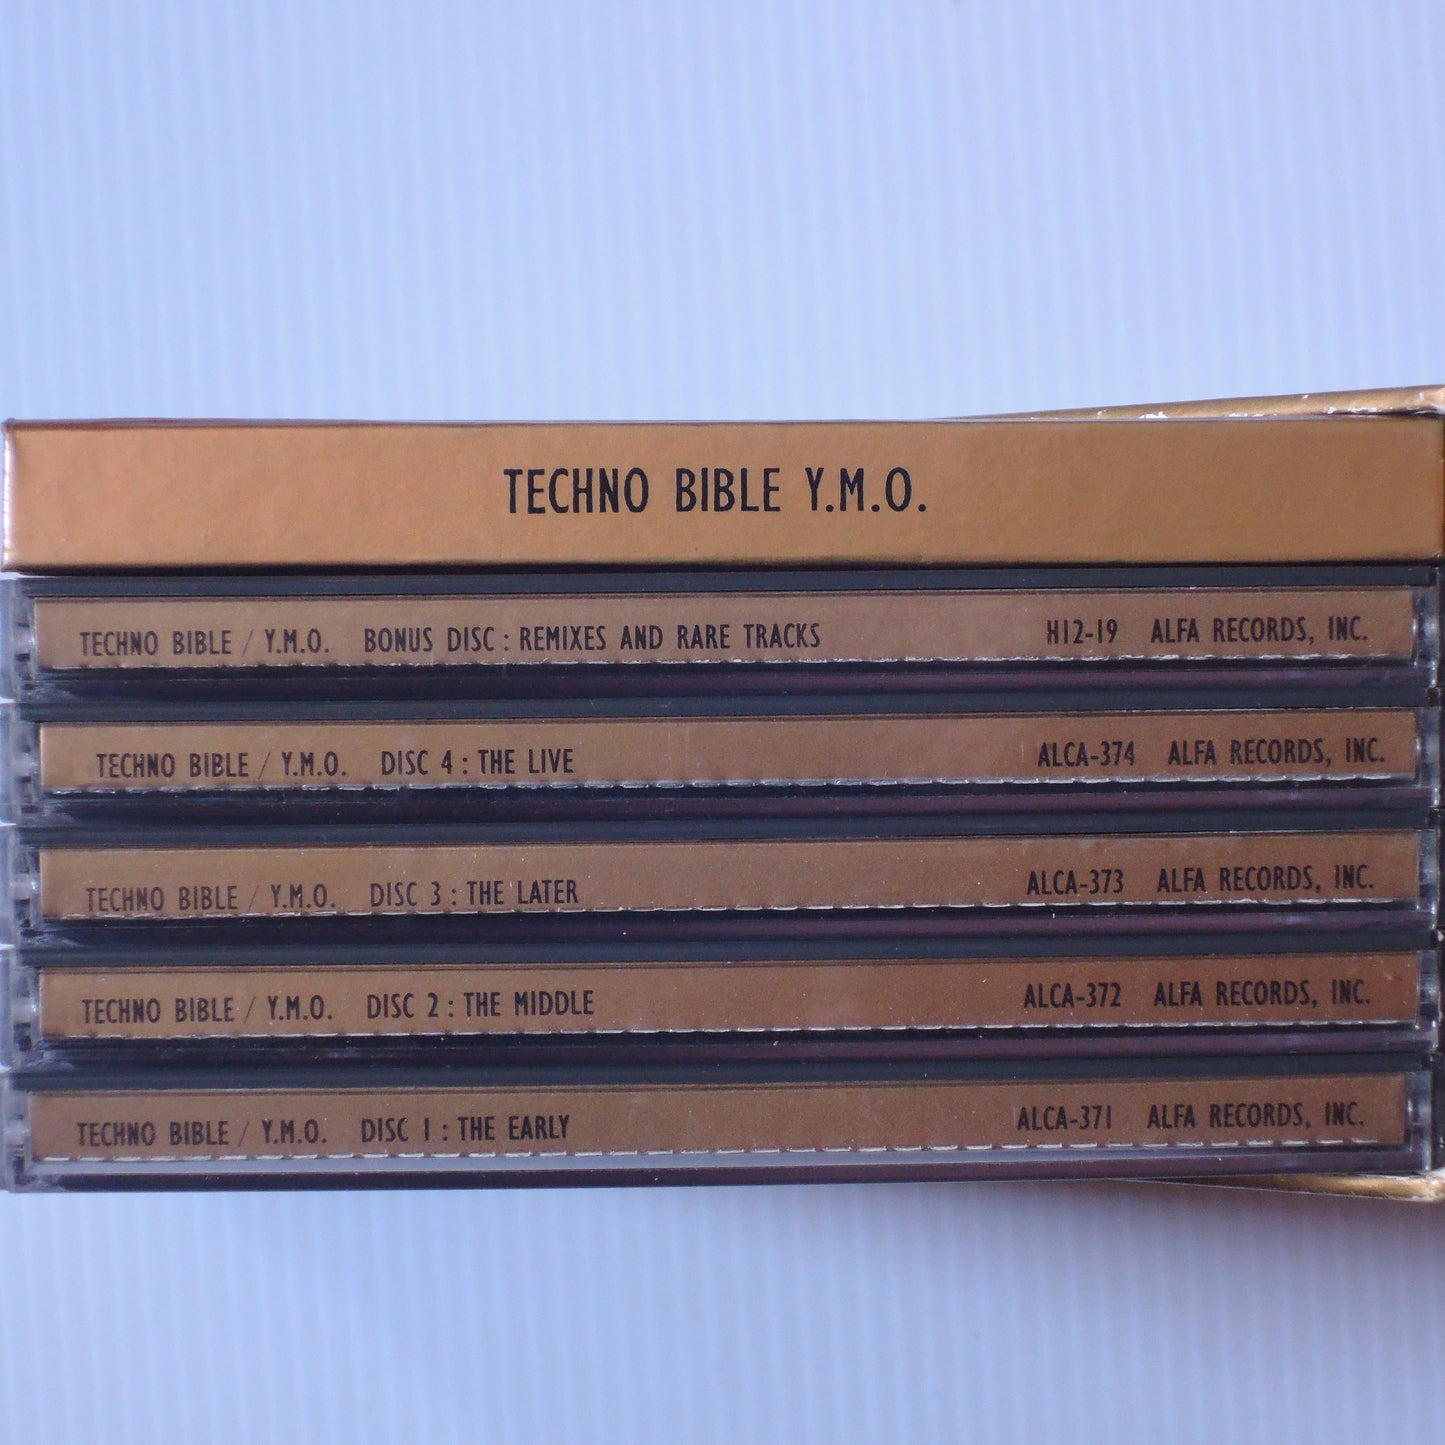 TECHNO BIBLE Y.M.O.
TECHNO BIBLE / Y.M.O. BONUS DISC : REMIXES AND RARE TRACKS H12-19 ALFA RECORDS, INC.
TECHNO BIBLE / Y.M.O. DISC 4 : THE LIVE ALCA-374 ALFA RECORDS, INC.
TECHNO BIBLE / Y.M.O. DISC 3 : THE LATER ALCA-373 ALFA RECORDS, INC.
TECHNO BIBLE / Y.M.O. DISC 2 : THE MIDDLE ALCA-372 ALFA RECORDS, INC.
TECHNO BIBLE / Y.M.O. DISC 1 : THE EARLY ALCA-371 ALFA RECORDS, INC.